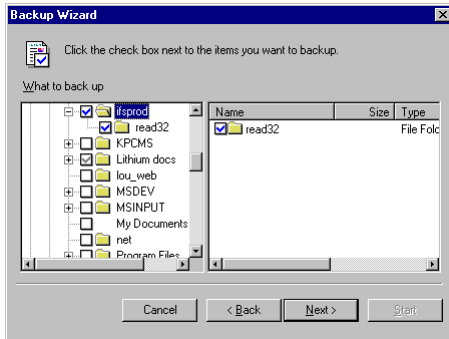 Backup Wizard
Click the check box next to the items you want to backup.
What to back up
ifsprod
read32
KPCMS
Lithium docs
lou_web
MSDEV
MSINPUT
My Documents
net
Program Files
Name Size Type
read32 File Folc
Cancel < Back Next > Start